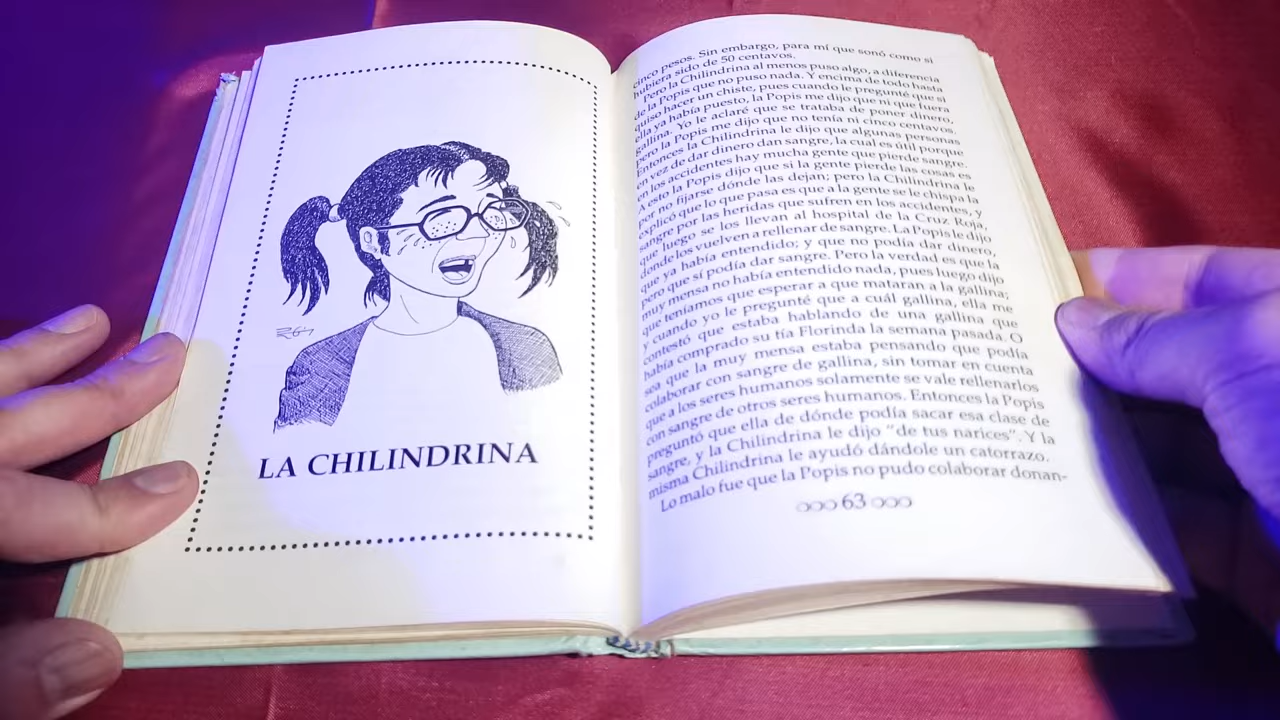 LA CHILINDRINA
cinco pesos. Sin embargo, para mí que sonó como si
hubiera sido de 50 centavos.
Pero la Chilindrina al menos puso algo, a diferencia
de la Popis que no puso nada. Y encima de todo hasta
quiso hacer un chiste, pues cuando le pregunté que si
ella ya había puesto, la Popis me dijo que ni que fuera
gallina. Yo le aclaré que se trataba de poner dinero,
pero la Popis me dijo que no tenía ni cinco centavos.
Entonces la Chilindrina le dijo que algunas personas
en vez de dar dinero dan sangre, la cual es útil porque
en los accidentes hay mucha gente que pierde sangre.
A esto la Popis dijo que si la gente pierde las cosas es
por no fijarse dónde las dejan; pero la Chilindrina le
explicó que lo que pasa es que a la gente se le chispa la
sangre por las heridas que sufren en los accidentes, y
que luego se los llevan al hospital de la Cruz Roja,
donde los vuelven a rellenar de sangre. La Popis le dijo
que ya había entendido; y que no podía dar dinero,
pero que sí podía dar sangre. Pero la verdad es que la
muy mensa no había entendido nada, pues luego dijo
que teníamos que esperar a que mataran a la gallina;
y cuando yo le pregunté que a cuál gallina, ella me
contestó que estaba hablando de una gallina que
había comprado su tía Florinda la semana pasada. O
sea que la muy mensa estaba pensando que podía
colaborar con sangre de gallina, sin tomar en cuenta
que a los seres humanos solamente se vale rellenarlos
con sangre de otros seres humanos. Entonces la Popis
preguntó que ella de dónde podía sacar esa clase de
sangre, y la Chilindrina le dijo "de tus narices". Y la
misma Chilindrina le ayudó dándole un catorrazo.
Lo malo fue que la Popis no pudo colaborar donan-
63